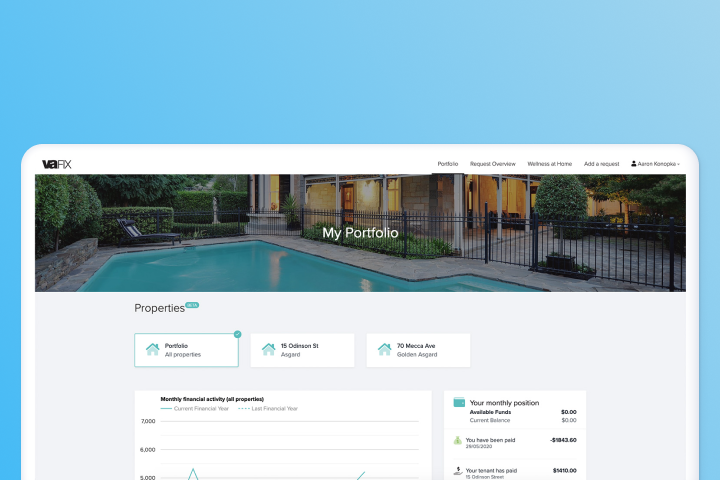 vaFIX
Portfolio Request Overview Wellness at Home Add a request Aaron Konopka
My Portfolio
Properties BETA
Portfolio
All properties
15 Odinson St
Asgard
70 Mecca Ave
Golden Asgard
Monthly financial activity (all properties)
Current Financial Year Last Financial Year
7,000
6,000
5,000
Your monthly position
Available Funds $0.00
Current Balance $0.00
You have been paid -$1843.60
29/05/2020
Your tenant has paid $1410.00
15 Odinson Street